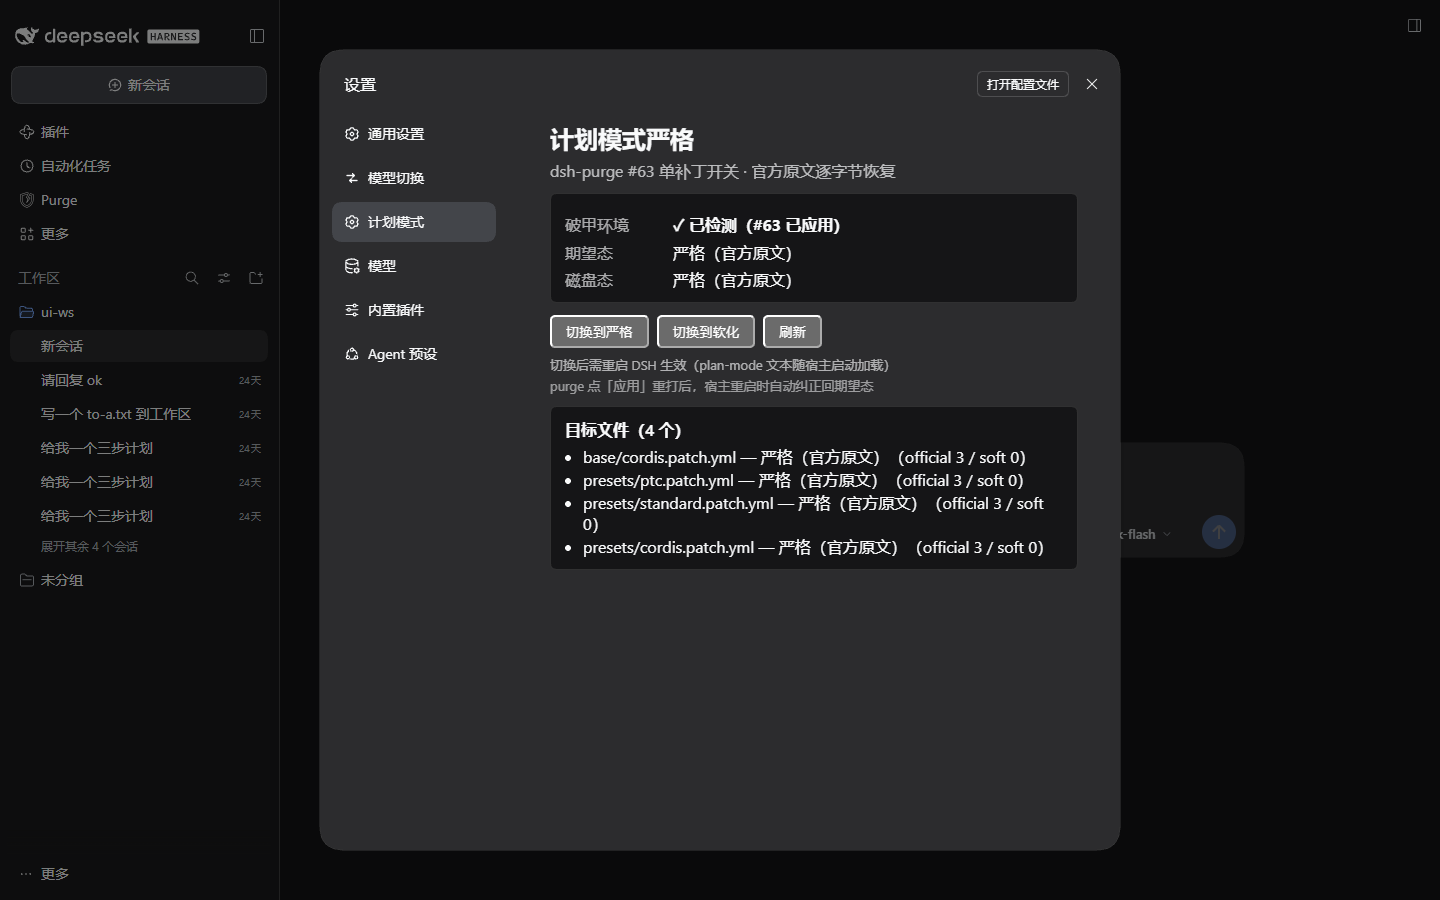 deepseek HARNESS
新会话
插件
自动化任务
Purge
更多
工作区
ui-ws
新会话
请回复 ok 24天
写一个 to-a.txt 到工作区 24天
给我一个三步计划 24天
给我一个三步计划 24天
给我一个三步计划 24天
展开其余 4 个会话
未分组
更多
设置
打开配置文件
通用设置
模型切换
计划模式
模型
内置插件
Agent 预设
计划模式严格
dsh-purge #63 单补丁开关 · 官方原文逐字节恢复
破甲环境 ✓ 已检测（#63 已应用）
期望态 严格（官方原文）
磁盘态 严格（官方原文）
切换到严格 切换到软化 刷新
切换后需重启 DSH 生效（plan-mode 文本随宿主启动加载）
purge 点「应用」重打后，宿主重启时自动纠正回期望态
目标文件（4 个）
• base/cordis.patch.yml — 严格（官方原文）（official 3 / soft 0）
• presets/ptc.patch.yml — 严格（官方原文）（official 3 / soft 0）
• presets/standard.patch.yml — 严格（官方原文）（official 3 / soft
0）
• presets/cordis.patch.yml — 严格（官方原文）（official 3 / soft 0）
-flash